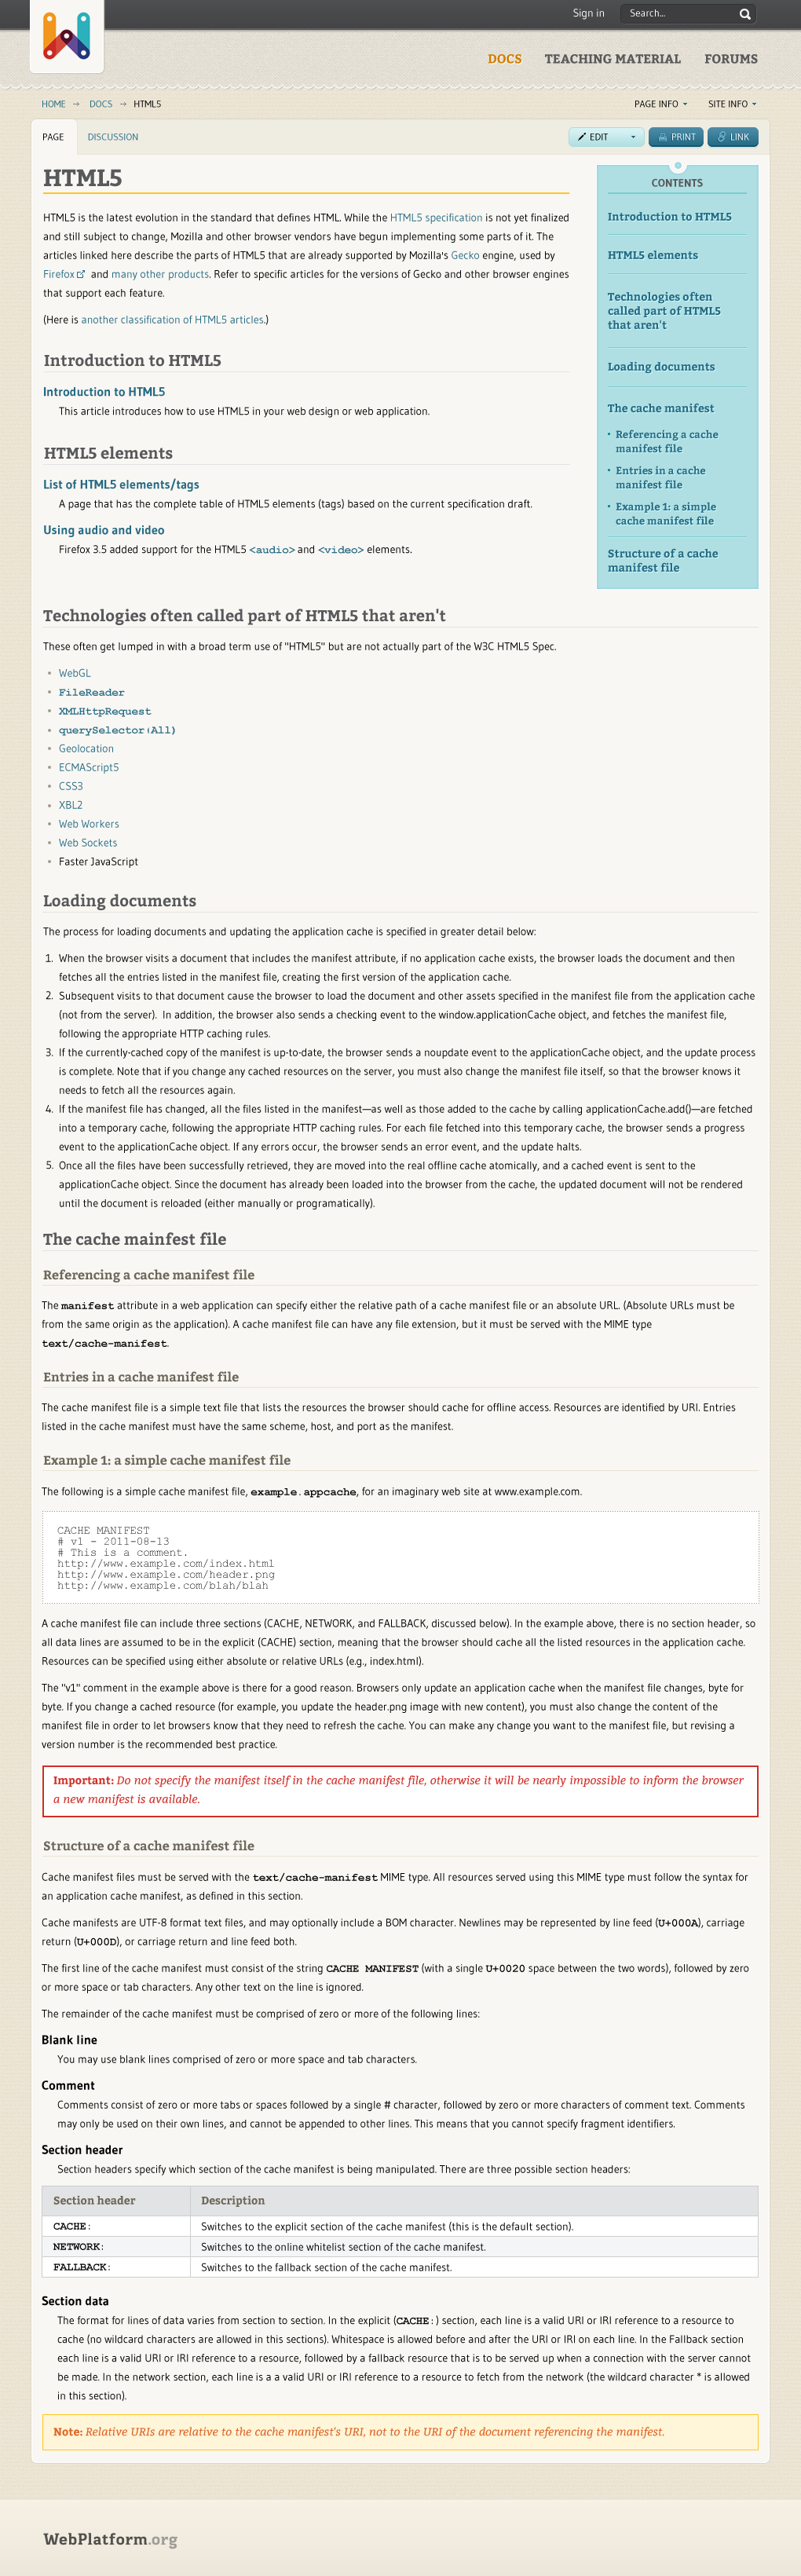 Sign in
Search...
DOCS TEACHING MATERIAL FORUMS
HOME → DOCS → HTML5
PAGE INFO SITE INFO
PAGE DISCUSSION
EDIT PRINT LINK
HTML5
HTML5 is the latest evolution in the standard that defines HTML. While the HTML5 specification is not yet finalized
and still subject to change, Mozilla and other browser vendors have begun implementing some parts of it. The
articles linked here describe the parts of HTML5 that are already supported by Mozilla's Gecko engine, used by
Firefox and many other products. Refer to specific articles for the versions of Gecko and other browser engines
that support each feature.
(Here is another classification of HTML5 articles.)
CONTENTS
Introduction to HTML5
HTML5 elements
Technologies often
called part of HTML5
that aren't
Loading documents
The cache manifest
• Referencing a cache
manifest file
• Entries in a cache
manifest file
• Example 1: a simple
cache manifest file
Structure of a cache
manifest file
Introduction to HTML5
Introduction to HTML5
This article introduces how to use HTML5 in your web design or web application.
HTML5 elements
List of HTML5 elements/tags
A page that has the complete table of HTML5 elements (tags) based on the current specification draft.
Using audio and video
Firefox 3.5 added support for the HTML5 <audio> and <video> elements.
Technologies often called part of HTML5 that aren't
These often get lumped in with a broad term use of "HTML5" but are not actually part of the W3C HTML5 Spec.
• WebGL
• FileReader
• XMLHttpRequest
• querySelector(All)
• Geolocation
• ECMAScript5
• CSS3
• XBL2
• Web Workers
• Web Sockets
• Faster JavaScript
Loading documents
The process for loading documents and updating the application cache is specified in greater detail below:
1. When the browser visits a document that includes the manifest attribute, if no application cache exists, the browser loads the document and then
fetches all the entries listed in the manifest file, creating the first version of the application cache.
2. Subsequent visits to that document cause the browser to load the document and other assets specified in the manifest file from the application cache
(not from the server). In addition, the browser also sends a checking event to the window.applicationCache object, and fetches the manifest file,
following the appropriate HTTP caching rules.
3. If the currently-cached copy of the manifest is up-to-date, the browser sends a noupdate event to the applicationCache object, and the update process
is complete. Note that if you change any cached resources on the server, you must also change the manifest file itself, so that the browser knows it
needs to fetch all the resources again.
4. If the manifest file has changed, all the files listed in the manifest—as well as those added to the cache by calling applicationCache.add()—are fetched
into a temporary cache, following the appropriate HTTP caching rules. For each file fetched into this temporary cache, the browser sends a progress
event to the applicationCache object. If any errors occur, the browser sends an error event, and the update halts.
5. Once all the files have been successfully retrieved, they are moved into the real offline cache atomically, and a cached event is sent to the
applicationCache object. Since the document has already been loaded into the browser from the cache, the updated document will not be rendered
until the document is reloaded (either manually or programatically).
The cache mainfest file
Referencing a cache manifest file
The manifest attribute in a web application can specify either the relative path of a cache manifest file or an absolute URL. (Absolute URLs must be
from the same origin as the application). A cache manifest file can have any file extension, but it must be served with the MIME type
text/cache-manifest.
Entries in a cache manifest file
The cache manifest file is a simple text file that lists the resources the browser should cache for offline access. Resources are identified by URI. Entries
listed in the cache manifest must have the same scheme, host, and port as the manifest.
Example 1: a simple cache manifest file
The following is a simple cache manifest file, example.appcache, for an imaginary web site at www.example.com.
CACHE MANIFEST
# v1 - 2011-08-13
# This is a comment.
http://www.example.com/index.html
http://www.example.com/header.png
http://www.example.com/blah/blah
A cache manifest file can include three sections (CACHE, NETWORK, and FALLBACK, discussed below). In the example above, there is no section header, so
all data lines are assumed to be in the explicit (CACHE) section, meaning that the browser should cache all the listed resources in the application cache.
Resources can be specified using either absolute or relative URLs (e.g., index.html).
The "v1" comment in the example above is there for a good reason. Browsers only update an application cache when the manifest file changes, byte for
byte. If you change a cached resource (for example, you update the header.png image with new content), you must also change the content of the
manifest file in order to let browsers know that they need to refresh the cache. You can make any change you want to the manifest file, but revising a
version number is the recommended best practice.
Important: Do not specify the manifest itself in the cache manifest file, otherwise it will be nearly impossible to inform the browser
a new manifest is available.
Structure of a cache manifest file
Cache manifest files must be served with the text/cache-manifest MIME type. All resources served using this MIME type must follow the syntax for
an application cache manifest, as defined in this section.
Cache manifests are UTF-8 format text files, and may optionally include a BOM character. Newlines may be represented by line feed (U+000A), carriage
return (U+000D), or carriage return and line feed both.
The first line of the cache manifest must consist of the string CACHE MANIFEST (with a single U+0020 space between the two words), followed by zero
or more space or tab characters. Any other text on the line is ignored.
The remainder of the cache manifest must be comprised of zero or more of the following lines:
Blank line
You may use blank lines comprised of zero or more space and tab characters.
Comment
Comments consist of zero or more tabs or spaces followed by a single # character, followed by zero or more characters of comment text. Comments
may only be used on their own lines, and cannot be appended to other lines. This means that you cannot specify fragment identifiers.
Section header
Section headers specify which section of the cache manifest is being manipulated. There are three possible section headers:
Section header Description
CACHE: Switches to the explicit section of the cache manifest (this is the default section).
NETWORK: Switches to the online whitelist section of the cache manifest.
FALLBACK: Switches to the fallback section of the cache manifest.
Section data
The format for lines of data varies from section to section. In the explicit (CACHE:) section, each line is a valid URI or IRI reference to a resource to
cache (no wildcard characters are allowed in this sections). Whitespace is allowed before and after the URI or IRI on each line. In the Fallback section
each line is a valid URI or IRI reference to a resource, followed by a fallback resource that is to be served up when a connection with the server cannot
be made. In the network section, each line is a a valid URI or IRI reference to a resource to fetch from the network (the wildcard character * is allowed
in this section).
Note: Relative URIs are relative to the cache manifest's URI, not to the URI of the document referencing the manifest.
WebPlatform.org